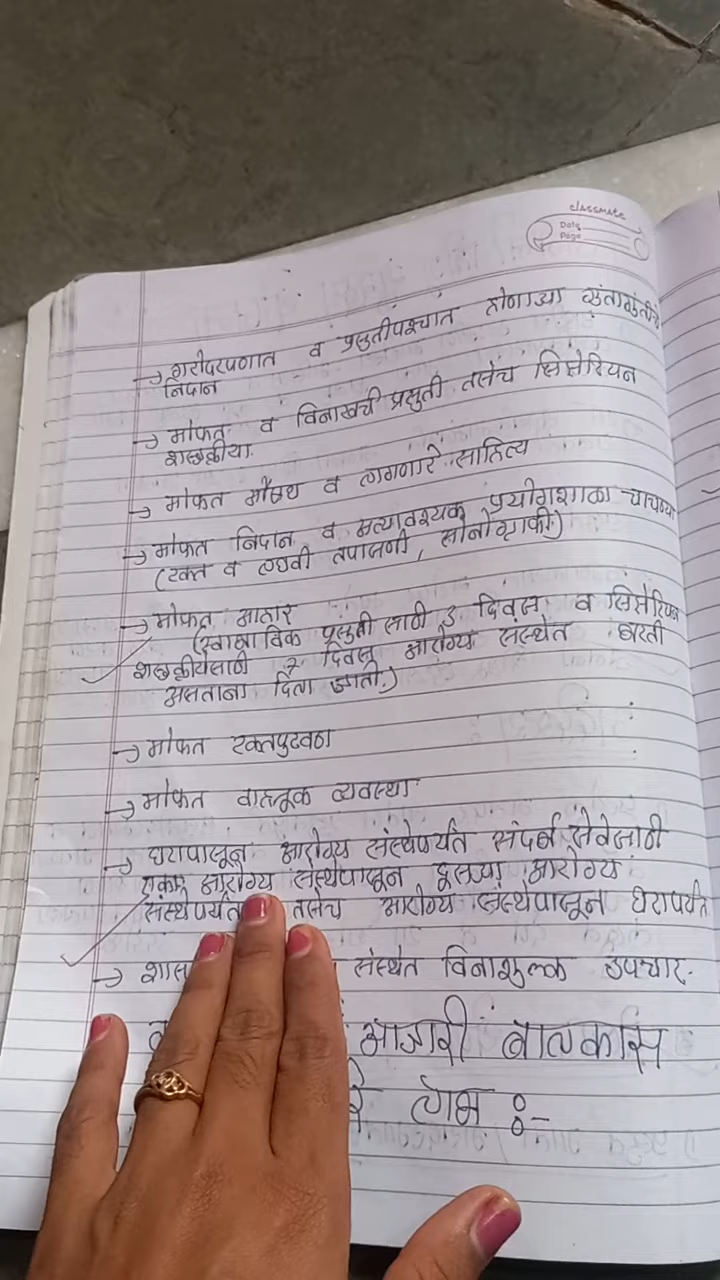 classmate
Date
Page
→ गरोदरपणात व प्रसुतीपश्चात होणाऱ्या गुंतागुंतीचे
निदान
→ मोफत व विनाखर्ची प्रसुती तसेच सिझेरियन
शस्त्रक्रीया
→ मोफत औषध व लागणारे साहित्य
→ मोफत निदान व अत्यावश्यक प्रयोगशाळा चाचण्या
(रक्त व लघवी तपासणी, सोनोग्राफी)
→ मोफत आहार
(स्वाभाविक प्रसुती साठी 3 दिवस व सिझेरियन
शस्त्रक्रीयेसाठी 7 दिवस आरोग्य संस्थेत भरती
असताना दिला जातो.)
→ मोफत रक्तपुरवठा
→ मोफत वाहतूक व्यवस्था
→ घरापासून आरोग्य संस्थेपर्यंत संदर्भ सेवेसाठी
एका आरोग्य संस्थेपासून दुसऱ्या आरोग्य
संस्थेपर्यंत तसेच आरोग्य संस्थेपासून घरापर्यंत
→ संस्थेत विनाशुल्क उपचार.
आजारी बालकांस
लाभ :-